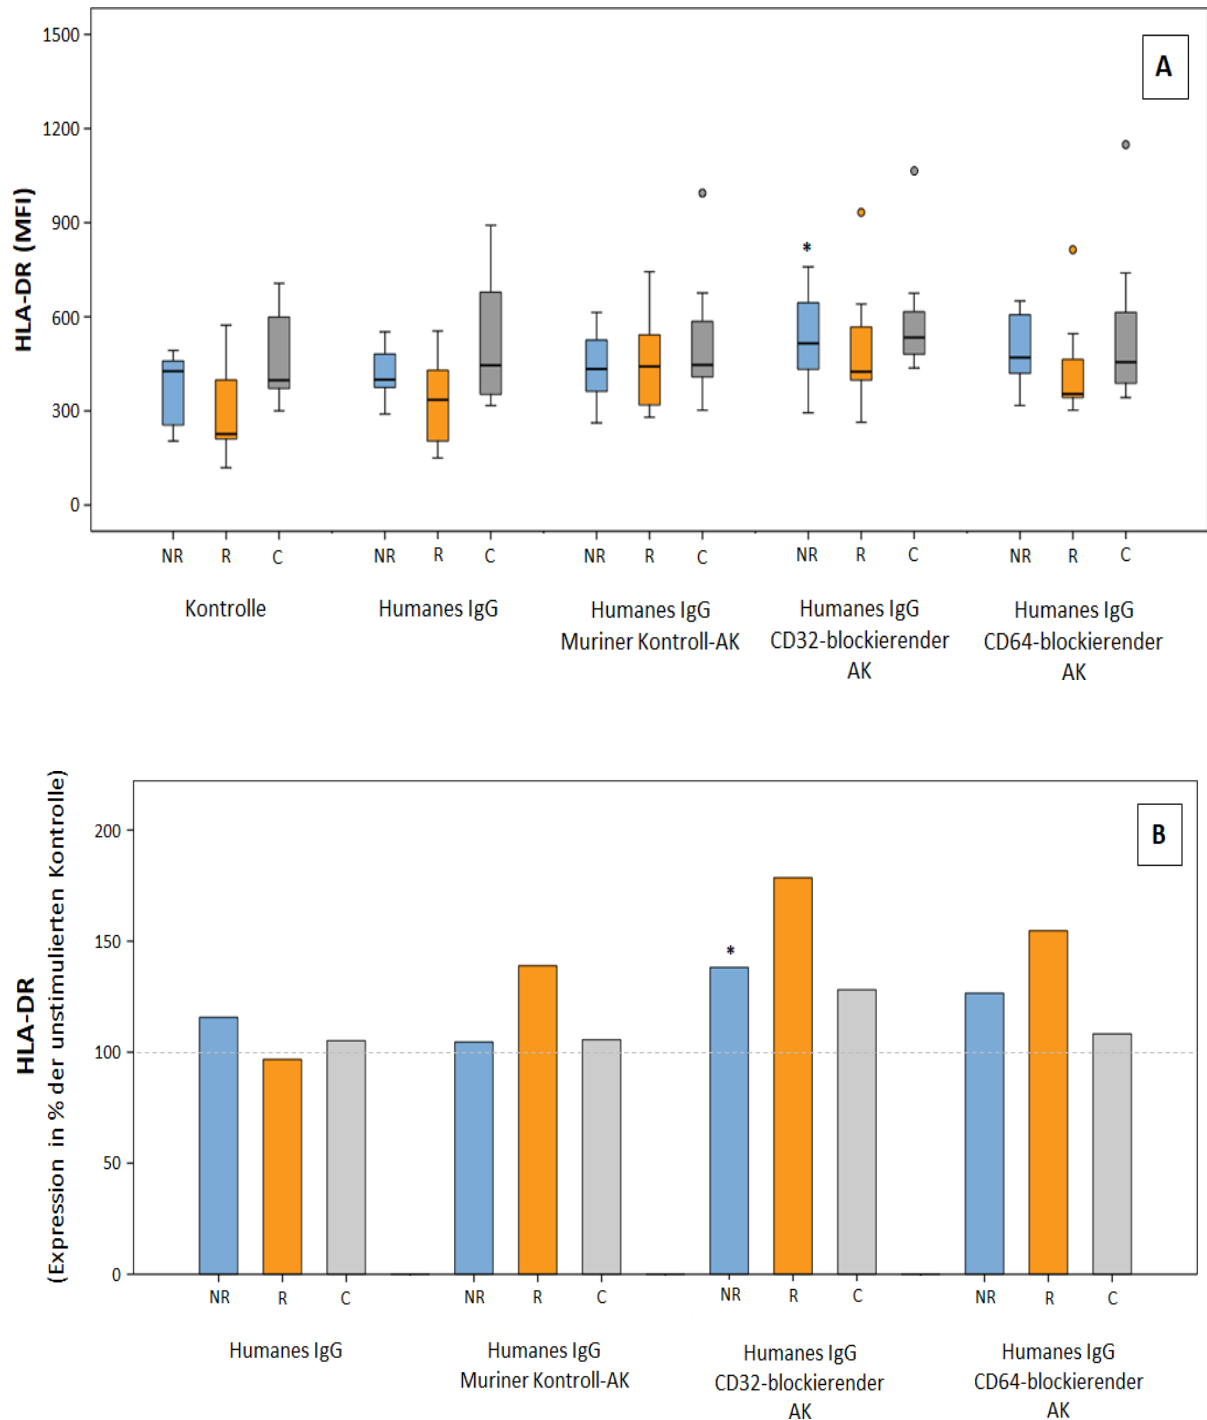 A
HLA-DR (MFI)
1500
1200
900
600
300
0
*
NR R C NR R C NR R C NR R C NR R C
Kontrolle
Humanes IgG
Humanes IgG
Muriner Kontroll-AK
Humanes IgG
CD32-blockierender
AK
Humanes IgG
CD64-blockierender
AK
B
HLA-DR
(Expression in % der unstimulierten Kontrolle)
200
150
100
50
0
*
NR R C NR R C NR R C NR R C
Humanes IgG
Humanes IgG
Muriner Kontroll-AK
Humanes IgG
CD32-blockierender
AK
Humanes IgG
CD64-blockierender
AK